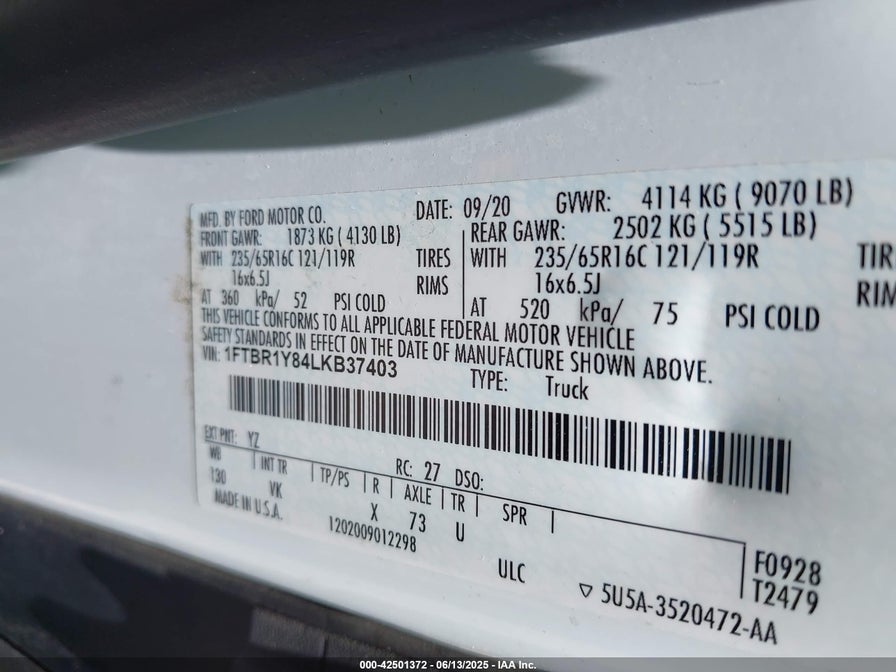 MFD. BY FORD MOTOR CO. DATE: 09/20 GVWR: 4114 KG ( 9070 LB)
FRONT GAWR: 1873 KG ( 4130 LB) REAR GAWR: 2502 KG ( 5515 LB)
WITH 235/65R16C 121/119R TIRES WITH 235/65R16C 121/119R TIR
16x6.5J RIMS 16x6.5J RIM
AT 360 kPa/ 52 PSI COLD AT 520 kPa/ 75 PSI COLD
THIS VEHICLE CONFORMS TO ALL APPLICABLE FEDERAL MOTOR VEHICLE
SAFETY STANDARDS IN EFFECT ON THE DATE OF MANUFACTURE SHOWN ABOVE.
VIN: 1FTBR1Y84LKB37403 TYPE: Truck
EXT PNT: YZ RC: 27 DSO:
WB INT TR TP/PS R AXLE TR SPR
130 VK X 73 U F0928
MADE IN U.S.A. 1202009012298 ULC T2479
▽ 5U5A-3520472-AA
000-42501372 - 06/13/2025 - IAA Inc.